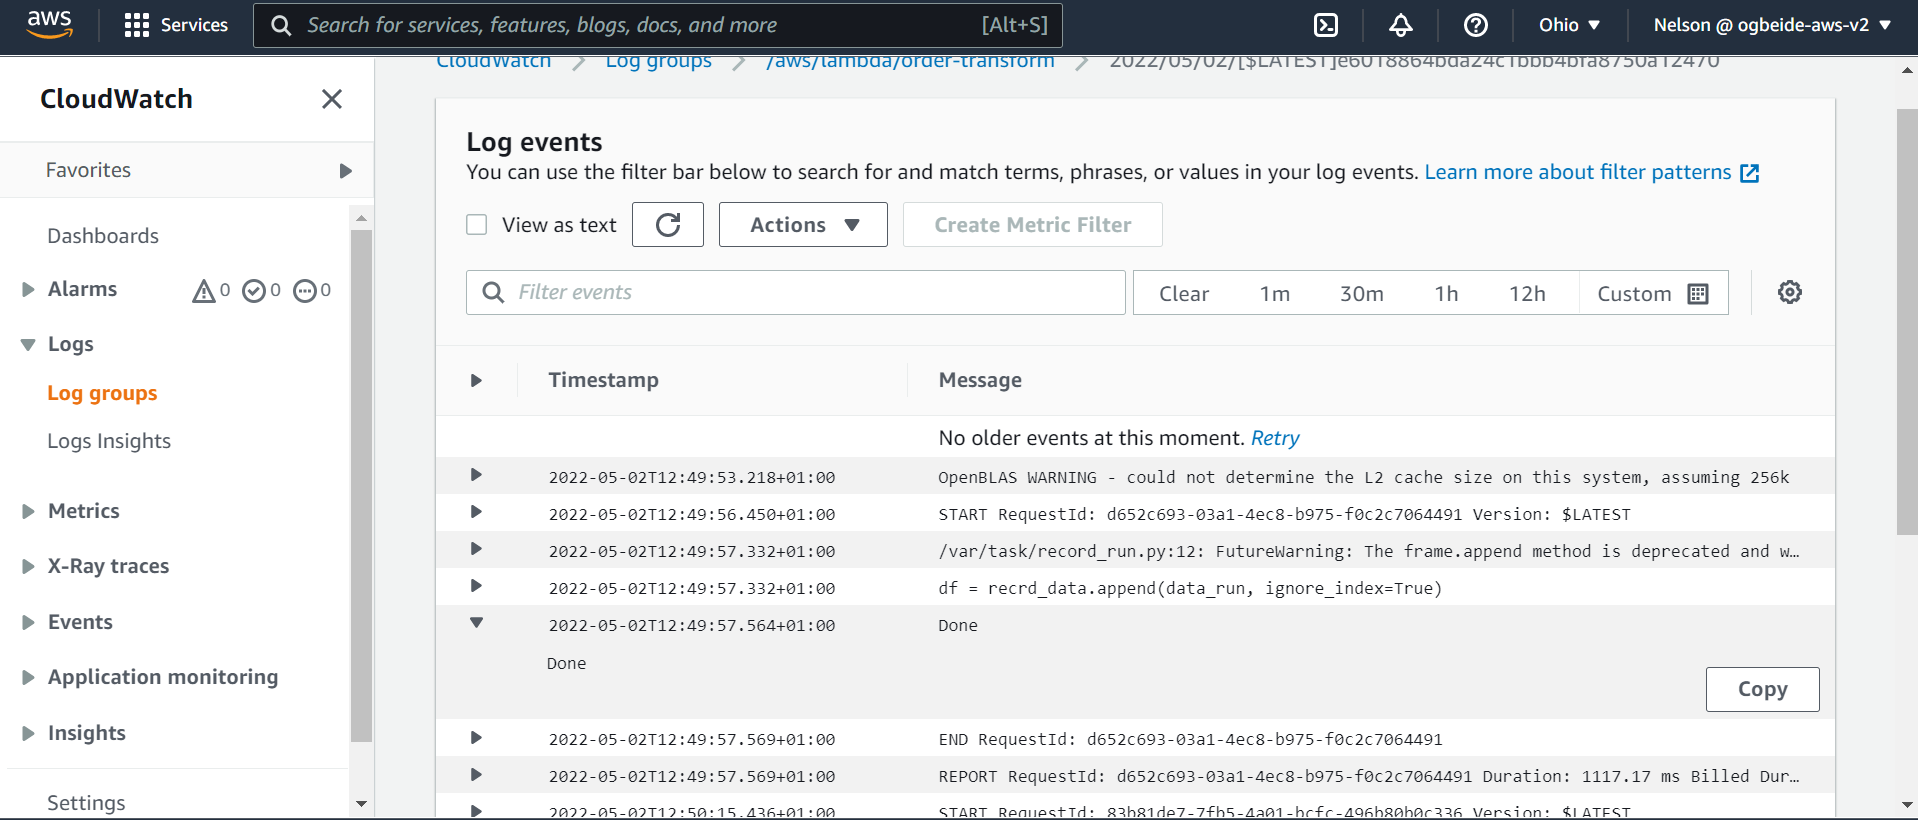 aws Services Search for services, features, blogs, docs, and more [Alt+S] Ohio Nelson @ ogbeide-aws-v2
CloudWatch Log groups /aws/lambda/order-transform 2022/05/02/[$LATEST]e6018864bda24c1bbb4bfa8750a12470
CloudWatch
Favorites
Dashboards
Alarms 0 0 0
Logs
Log groups
Logs Insights
Metrics
X-Ray traces
Events
Application monitoring
Insights
Settings
Log events
You can use the filter bar below to search for and match terms, phrases, or values in your log events. Learn more about filter patterns
View as text Actions Create Metric Filter
Filter events Clear 1m 30m 1h 12h Custom
Timestamp Message
No older events at this moment. Retry
2022-05-02T12:49:53.218+01:00 OpenBLAS WARNING - could not determine the L2 cache size on this system, assuming 256k
2022-05-02T12:49:56.450+01:00 START RequestId: d652c693-03a1-4ec8-b975-f0c2c7064491 Version: $LATEST
2022-05-02T12:49:57.332+01:00 /var/task/record_run.py:12: FutureWarning: The frame.append method is deprecated and w…
2022-05-02T12:49:57.332+01:00 df = recrd_data.append(data_run, ignore_index=True)
2022-05-02T12:49:57.564+01:00 Done
Done
Copy
2022-05-02T12:49:57.569+01:00 END RequestId: d652c693-03a1-4ec8-b975-f0c2c7064491
2022-05-02T12:49:57.569+01:00 REPORT RequestId: d652c693-03a1-4ec8-b975-f0c2c7064491 Duration: 1117.17 ms Billed Dur…
2022-05-02T12:50:15.436+01:00 START RequestId: 83b81de7-7fb5-4a01-bcfc-496b80b0c336 Version: $LATEST